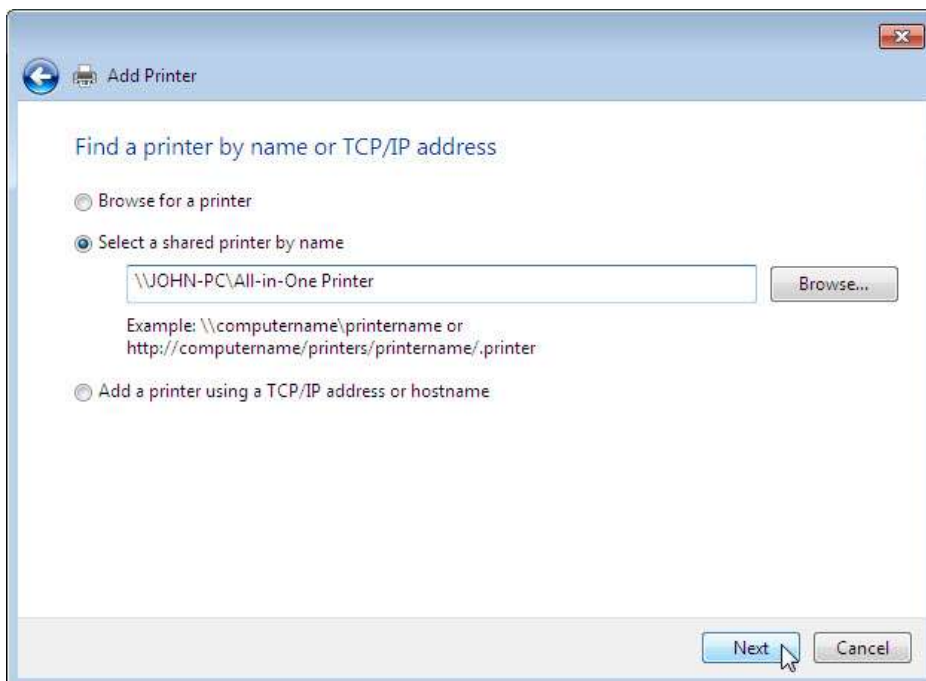 Add Printer
Find a printer by name or TCP/IP address
Browse for a printer
Select a shared printer by name
\\JOHN-PC\All-in-One Printer
Browse...
Example: \\computername\printername or
http://computername/printers/printername/.printer
Add a printer using a TCP/IP address or hostname
Next
Cancel